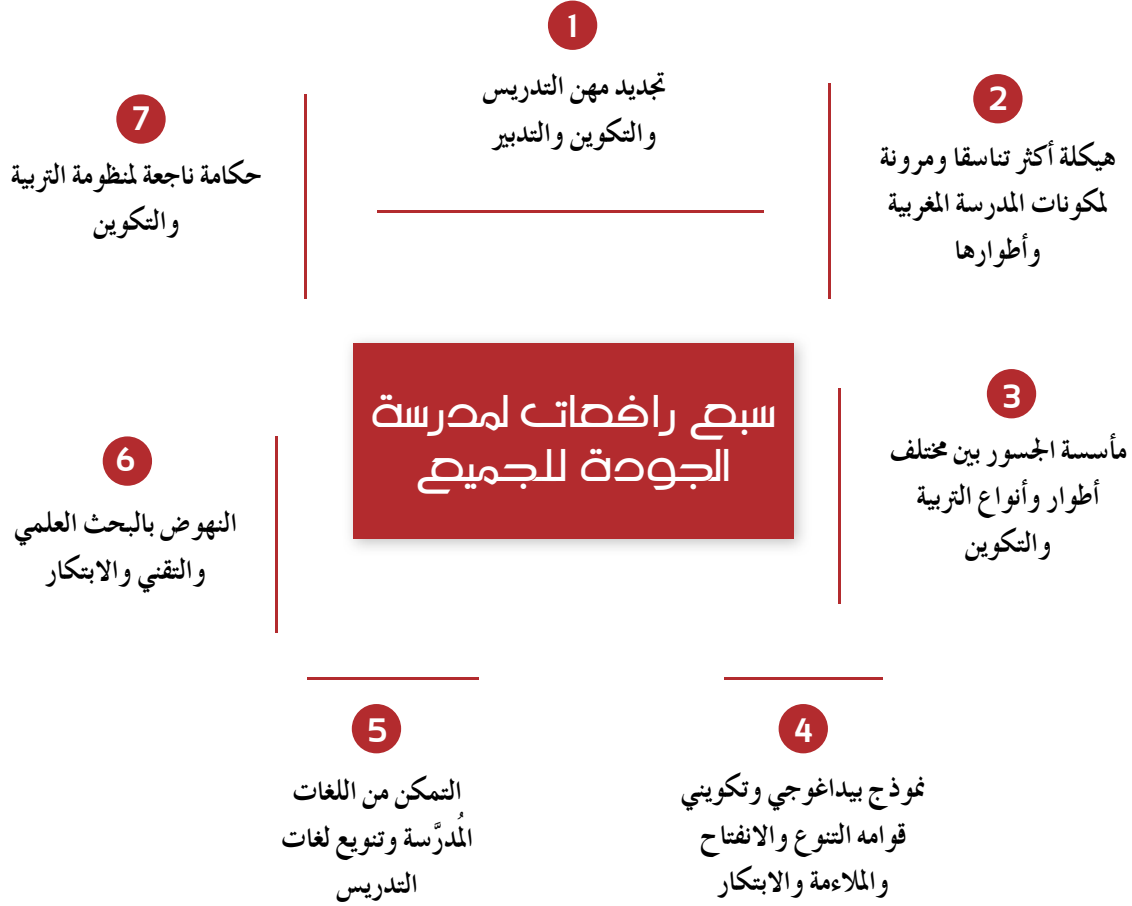 1
تجديد مهن التدريس
والتكوين والتدبير
2
هيكلة أكثر تناسقا ومرونة
لمكونات المدرسة المغربية
وأطوارها
3
مأسسة الجسور بين مختلف
أطوار وأنواع التربية
والتكوين
4
نموذج بيداغوجي وتكويني
قوامه التنوع والانفتاح
والملاءمة والابتكار
5
التمكن من اللغات
المُدرَّسة وتنويع لغات
التدريس
6
النهوض بالبحث العلمي
والتقني والابتكار
7
حكامة ناجعة لمنظومة التربية
والتكوين
سبع رافعات لمدرسة
الجودة للجميع